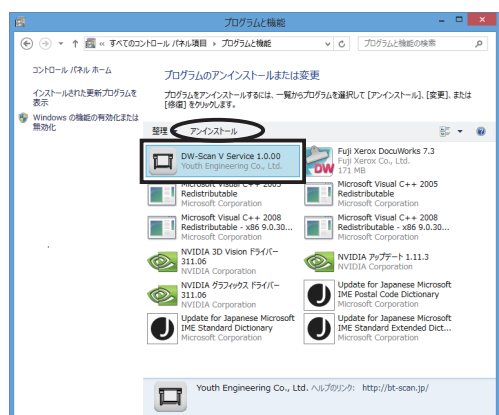 プログラムと機能
« すべてのコントロール パネル項目 › プログラムと機能
プログラムと機能の検索
コントロール パネル ホーム
インストールされた更新プログラムを
表示
Windows の機能の有効化または
無効化
プログラムのアンインストールまたは変更
プログラムをアンインストールするには、一覧からプログラムを選択して [アンインストール]、[変更]、または
[修復] をクリックします。
整理 アンインストール
DW-Scan V Service 1.0.00
Youth Engineering Co., Ltd.
Fuji Xerox DocuWorks 7.3
Fuji Xerox Co., Ltd.
171 MB
Microsoft Visual C++ 2005
Redistributable
Microsoft Corporation
Microsoft Visual C++ 2005
Redistributable
Microsoft Corporation
Microsoft Visual C++ 2008
Redistributable - x86 9.0.30...
Microsoft Corporation
Microsoft Visual C++ 2008
Redistributable - x86 9.0.30...
Microsoft Corporation
NVIDIA 3D Vision ドライバー
311.06
NVIDIA Corporation
NVIDIA アップデート 1.11.3
NVIDIA Corporation
NVIDIA グラフィックス ドライバー
311.06
NVIDIA Corporation
Update for Japanese Microsoft
IME Postal Code Dictionary
Microsoft Corporation
Update for Japanese Microsoft
IME Standard Dictionary
Microsoft Corporation
Update for Japanese Microsoft
IME Standard Extended Dict...
Microsoft Corporation
Youth Engineering Co., Ltd. ヘルプのリンク: http://bt-scan.jp/